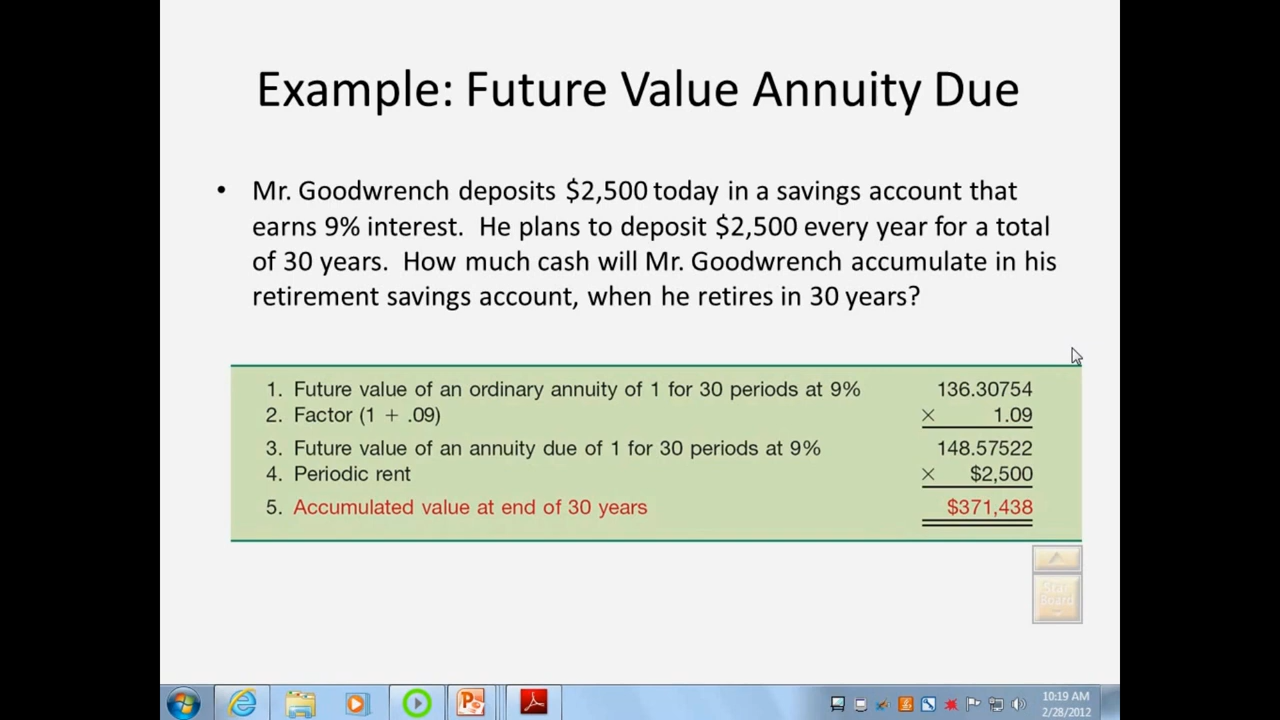 Example: Future Value Annuity Due
• Mr. Goodwrench deposits $2,500 today in a savings account that
earns 9% interest. He plans to deposit $2,500 every year for a total
of 30 years. How much cash will Mr. Goodwrench accumulate in his
retirement savings account, when he retires in 30 years?
1. Future value of an ordinary annuity of 1 for 30 periods at 9% 136.30754
2. Factor (1 + .09) × 1.09
3. Future value of an annuity due of 1 for 30 periods at 9% 148.57522
4. Periodic rent × $2,500
5. Accumulated value at end of 30 years $371,438
Star
Board
10:19 AM
2/28/2012